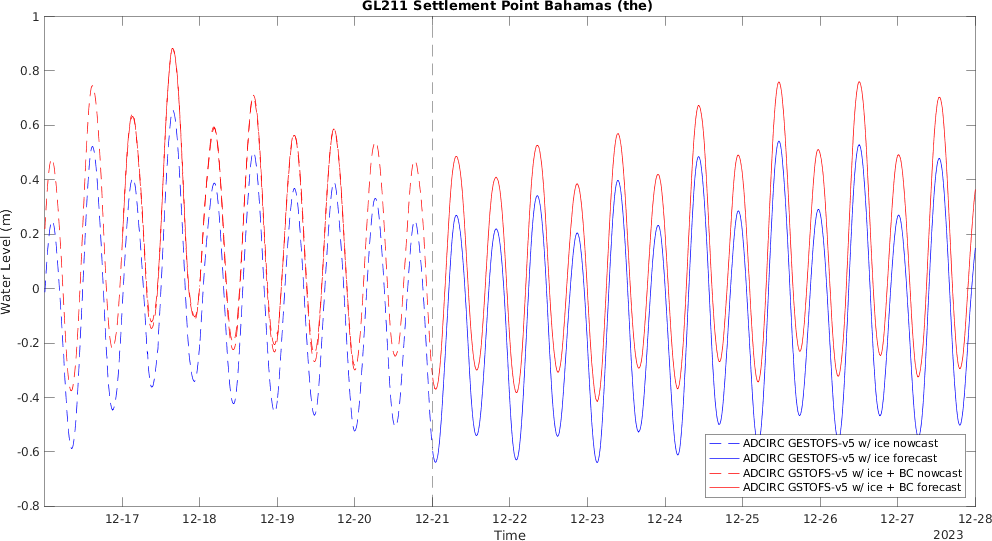 GL211 Settlement Point Bahamas (the)
1
0.8
0.6
0.4
0.2
0
-0.2
-0.4
-0.6
-0.8
Water Level (m)
ADCIRC GESTOFS-v5 w/ ice nowcast
ADCIRC GESTOFS-v5 w/ ice forecast
ADCIRC GSTOFS-v5 w/ ice + BC nowcast
ADCIRC GSTOFS-v5 w/ ice + BC forecast
12-17 12-18 12-19 12-20 12-21 12-22 12-23 12-24 12-25 12-26 12-27 12-28
Time
2023